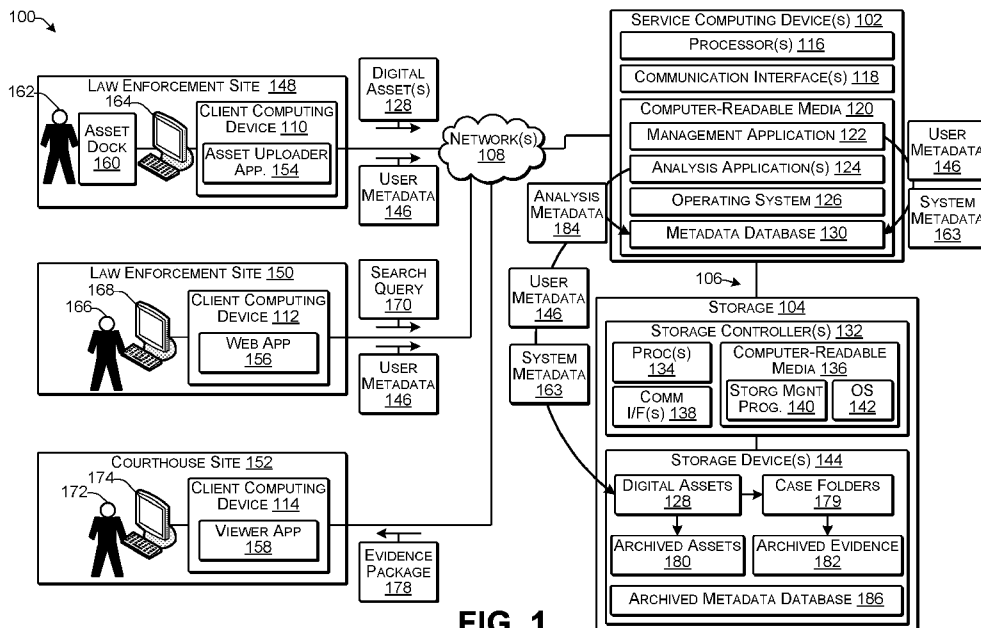 100
LAW ENFORCEMENT SITE 148
162
164
ASSET
DOCK
160
CLIENT COMPUTING
DEVICE 110
ASSET UPLOADER
APP. 154
DIGITAL
ASSET(S)
128
USER
METADATA
146
NETWORK(S)
108
LAW ENFORCEMENT SITE 150
166
168
CLIENT COMPUTING
DEVICE 112
WEB APP
156
SEARCH
QUERY
170
USER
METADATA
146
COURTHOUSE SITE 152
172
174
CLIENT COMPUTING
DEVICE 114
VIEWER APP
158
EVIDENCE
PACKAGE
178
SERVICE COMPUTING DEVICE(S) 102
PROCESSOR(S) 116
COMMUNICATION INTERFACE(S) 118
COMPUTER-READABLE MEDIA 120
MANAGEMENT APPLICATION 122
ANALYSIS APPLICATION(S) 124
OPERATING SYSTEM 126
METADATA DATABASE 130
USER
METADATA
146
SYSTEM
METADATA
163
ANALYSIS
METADATA
184
USER
METADATA
146
SYSTEM
METADATA
163
106
STORAGE 104
STORAGE CONTROLLER(S) 132
PROC(S)
134
COMM
I/F(S) 138
COMPUTER-READABLE
MEDIA 136
STORG MGNT
PROG. 140
OS
142
STORAGE DEVICE(S) 144
DIGITAL ASSETS
128
CASE FOLDERS
179
ARCHIVED ASSETS
180
ARCHIVED EVIDENCE
182
ARCHIVED METADATA DATABASE 186
FIG. 1